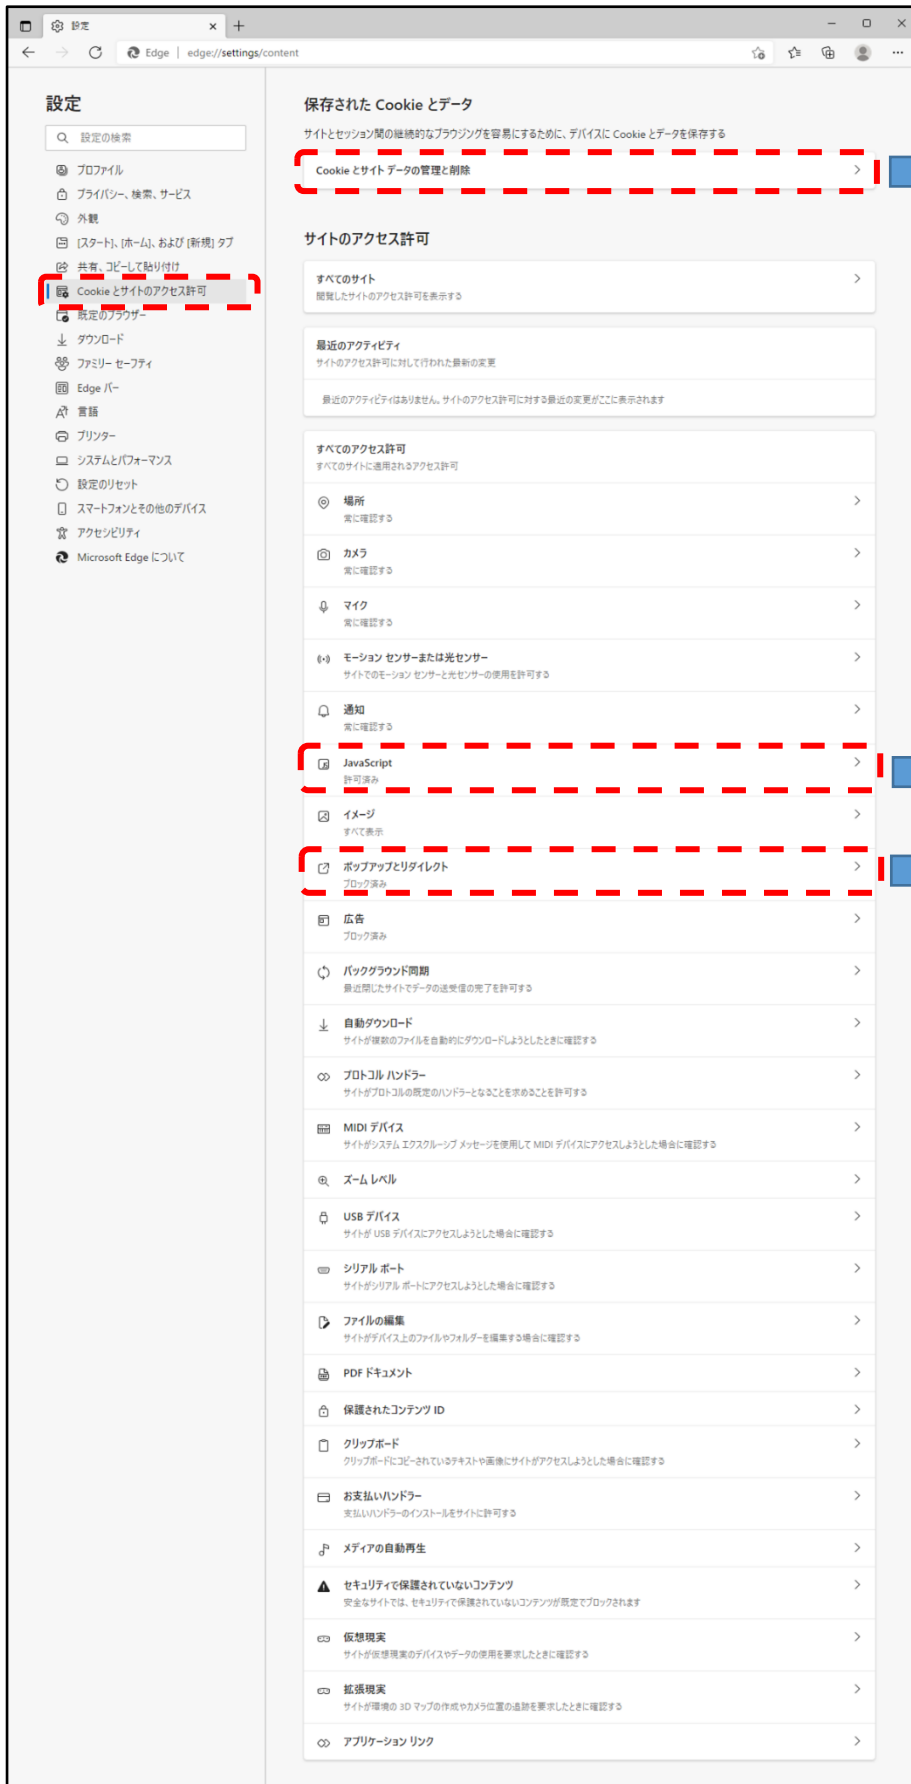 設定
Edge | edge://settings/content
設定
設定の検索
プロファイル
プライバシー、検索、サービス
外観
[スタート]、[ホーム]、および [新規] タブ
共有、コピーして貼り付け
Cookie とサイトのアクセス許可
既定のブラウザー
ダウンロード
ファミリー セーフティ
Edge バー
言語
プリンター
システムとパフォーマンス
設定のリセット
スマートフォンとその他のデバイス
アクセシビリティ
Microsoft Edge について
保存された Cookie とデータ
サイトとセッション間の継続的なブラウジングを容易にするために、デバイスに Cookie とデータを保存する
Cookie とサイト データの管理と削除
サイトのアクセス許可
すべてのサイト
閲覧したサイトのアクセス許可を表示する
最近のアクティビティ
サイトのアクセス許可に対して行われた最新の変更
最近のアクティビティはありません。サイトのアクセス許可に対する最近の変更がここに表示されます
すべてのアクセス許可
すべてのサイトに適用されるアクセス許可
場所
常に確認する
カメラ
常に確認する
マイク
常に確認する
モーション センサーまたは光センサー
サイトでのモーション センサーと光センサーの使用を許可する
通知
常に確認する
JavaScript
許可済み
イメージ
すべて表示
ポップアップとリダイレクト
ブロック済み
広告
ブロック済み
バックグラウンド同期
最近閉じたサイトでデータの送受信の完了を許可する
自動ダウンロード
サイトが複数のファイルを自動的にダウンロードしようとしたときに確認する
プロトコル ハンドラー
サイトがプロトコルの既定のハンドラーとなることを求めることを許可する
MIDI デバイス
サイトがシステム エクスクルーシブ メッセージを使用して MIDI デバイスにアクセスしようとした場合に確認する
ズーム レベル
USB デバイス
サイトが USB デバイスにアクセスしようとした場合に確認する
シリアル ポート
サイトがシリアル ポートにアクセスしようとした場合に確認する
ファイルの編集
サイトがデバイス上のファイルやフォルダーを編集する場合に確認する
PDF ドキュメント
保護されたコンテンツ ID
クリップボード
クリップボードにコピーされているテキストや画像にサイトがアクセスしようとした場合に確認する
お支払いハンドラー
支払いハンドラーのインストールをサイトに許可する
メディアの自動再生
セキュリティで保護されていないコンテンツ
安全なサイトでは、セキュリティで保護されていないコンテンツが既定でブロックされます
仮想現実
サイトが仮想現実のデバイスやデータの使用を要求したときに確認する
拡張現実
サイトが環境の 3D マップの作成やカメラ位置の追跡を要求したときに確認する
アプリケーション リンク